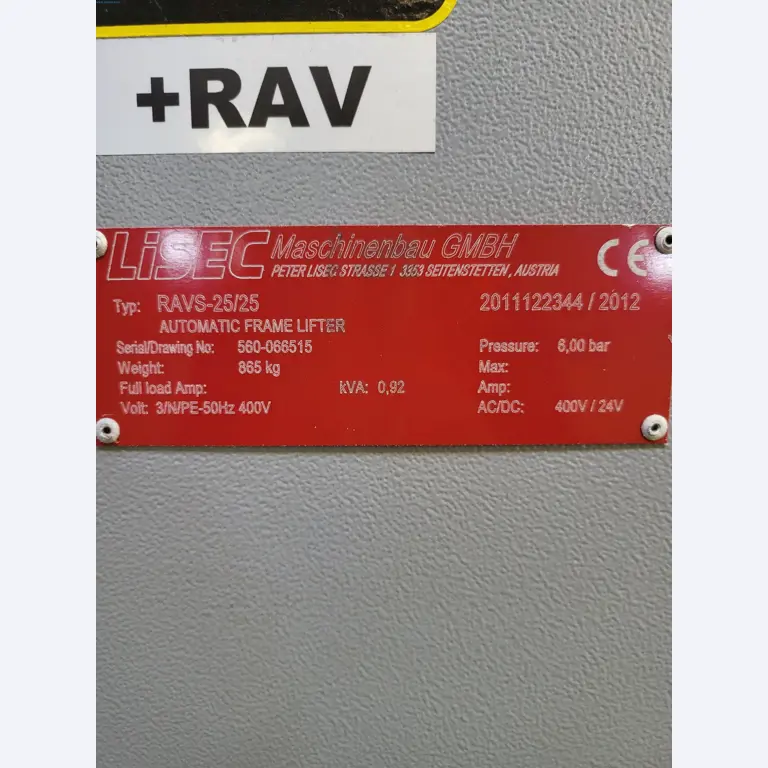 +RAV
LiSEC Maschinenbau GMBH
PETER LISEC STRASSE 1 3353 SEITENSTETTEN, AUSTRIA
CE
Typ: RAVS-25/25 2011122344 / 2012
AUTOMATIC FRAME LIFTER
Serial/Drawing No: 560-066515 Pressure: 6,00 bar
Weight: 865 kg Max:
Full load Amp: kVA: 0,92 Amp:
Volt: 3/N/PE-50Hz 400V AC/DC: 400V / 24V